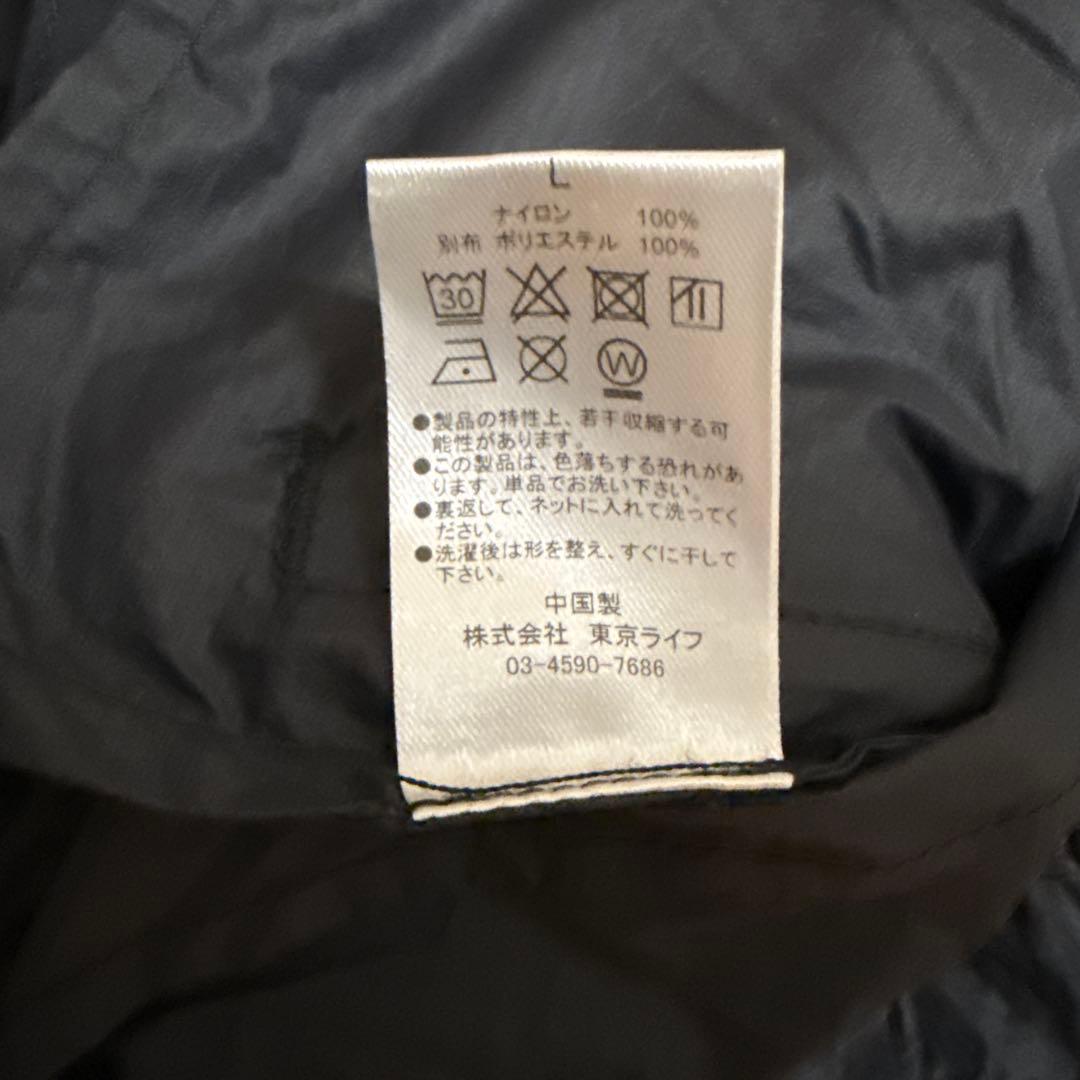 L
ナイロン 100%
別布 ポリエステル 100%
30
W
●製品の特性上、若干収縮する可
能性があります。
●この製品は、色落ちする恐れがあ
ります。単品でお洗い下さい。
●裏返して、ネットに入れて洗ってく
ださい。
●洗濯後は形を整え、すぐに干して
下さい。
中国製
株式会社 東京ライフ
03-4590-7686